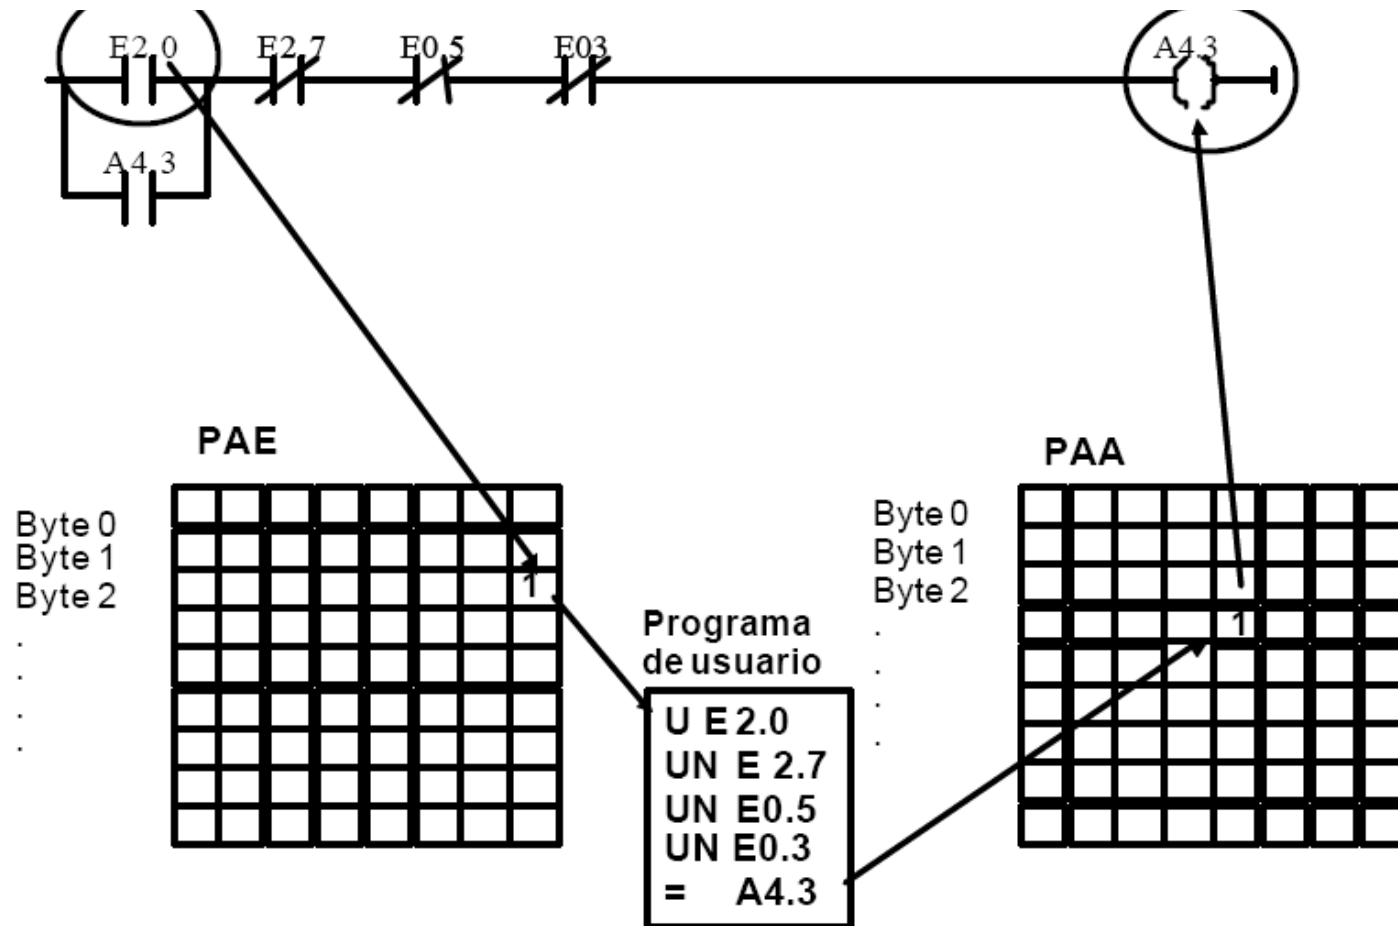 E2.0 E2.7 E0.5 E03 A4.3
A4.3
PAE
Byte 0
Byte 1
Byte 2
.
.
.
.
1
Programa
de usuario
U E 2.0
UN E 2.7
UN E0.5
UN E0.3
= A4.3
PAA
Byte 0
Byte 1
Byte 2
.
.
.
.
1